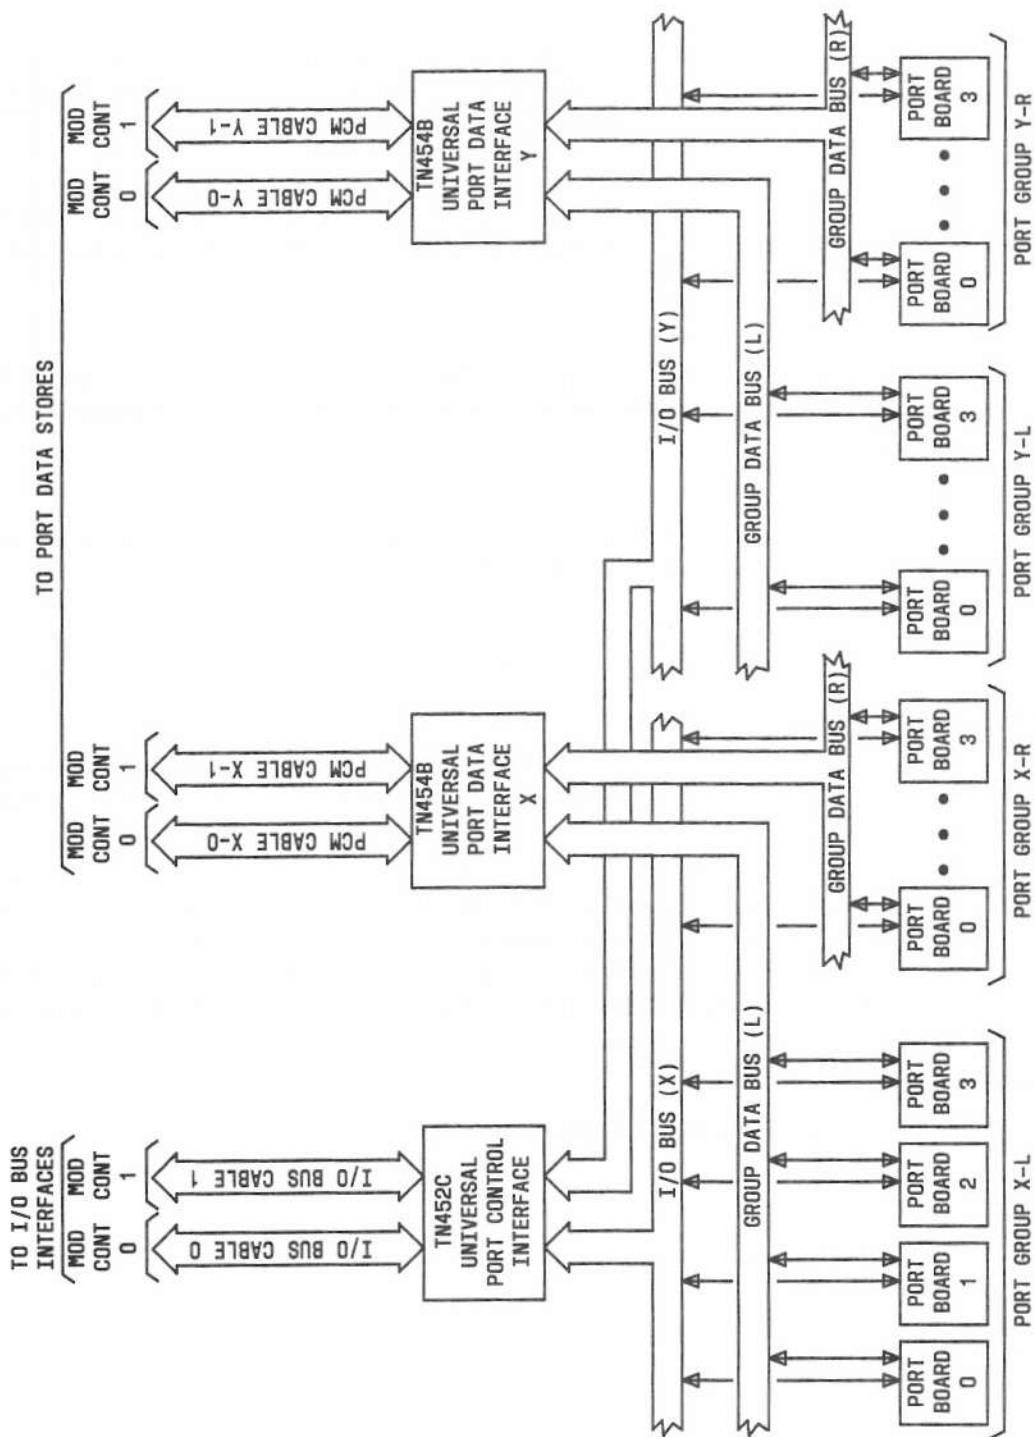 TO I/O BUS
INTERFACES
MOD
CONT
0
MOD
CONT
1
I/O BUS CABLE 0
I/O BUS CABLE 1
TN452C
UNIVERSAL
PORT CONTROL
INTERFACE
TO PORT DATA STORES
MOD
CONT
0
MOD
CONT
1
PCM CABLE X-0
PCM CABLE X-1
TN454B
UNIVERSAL
PORT DATA
INTERFACE
X
MOD
CONT
0
MOD
CONT
1
PCM CABLE Y-0
PCM CABLE Y-1
TN454B
UNIVERSAL
PORT DATA
INTERFACE
Y
I/O BUS (X)
I/O BUS (Y)
GROUP DATA BUS (L)
GROUP DATA BUS (R)
GROUP DATA BUS (L)
GROUP DATA BUS (R)
PORT
BOARD
0
PORT
BOARD
1
PORT
BOARD
2
PORT
BOARD
3
PORT GROUP X-L
PORT
BOARD
0
PORT
BOARD
3
PORT GROUP X-R
PORT
BOARD
0
PORT
BOARD
3
PORT GROUP Y-L
PORT
BOARD
0
PORT
BOARD
3
PORT GROUP Y-R